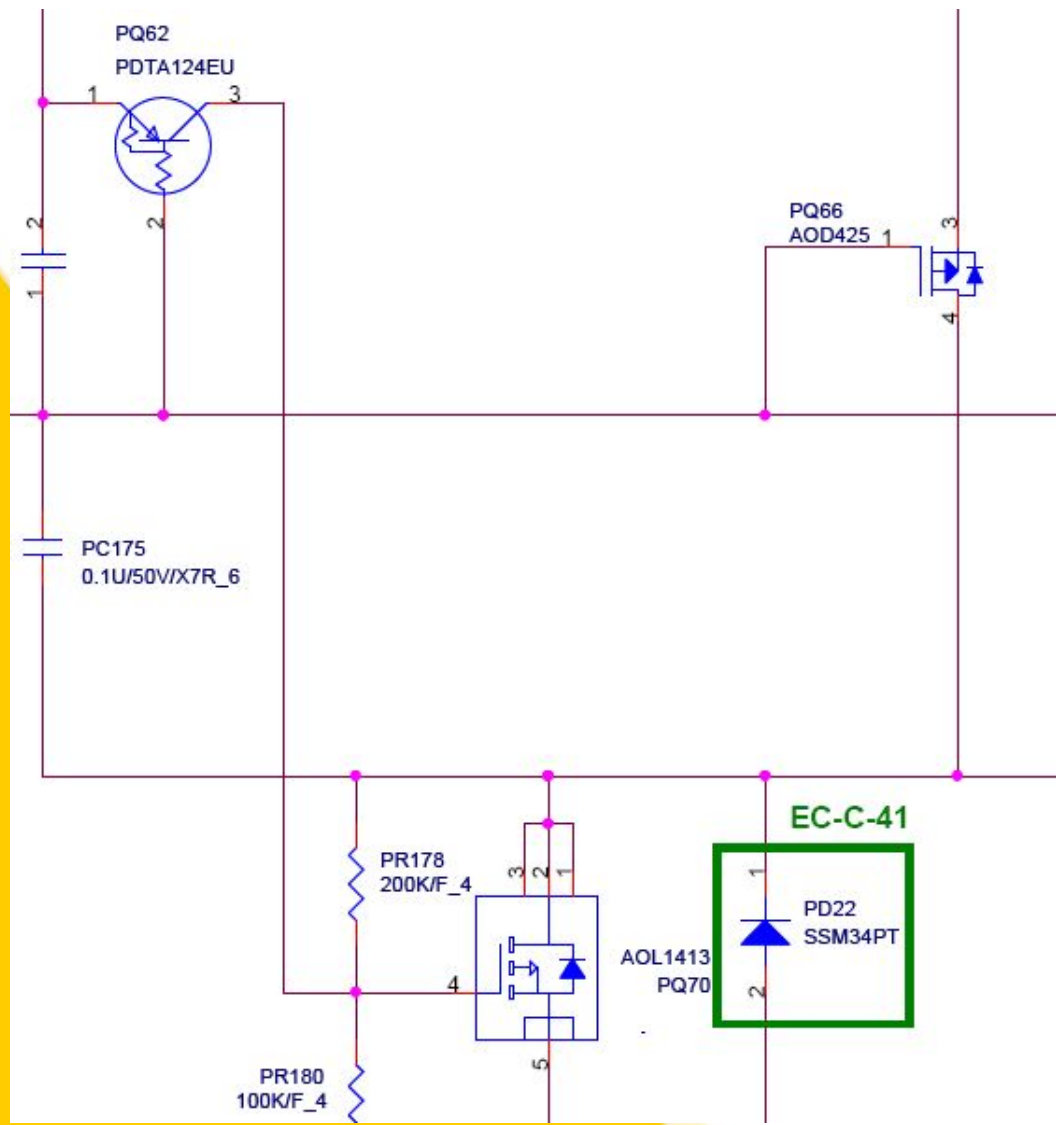 PQ62
PDTA124EU
1
3
2
2
1
PQ66
AOD425
1
3
4
PC175
0.1U/50V/X7R_6
EC-C-41
PR178
200K/F_4
3
2
1
4
AOL1413
PQ70
5
1
PD22
SSM34PT
2
PR180
100K/F_4